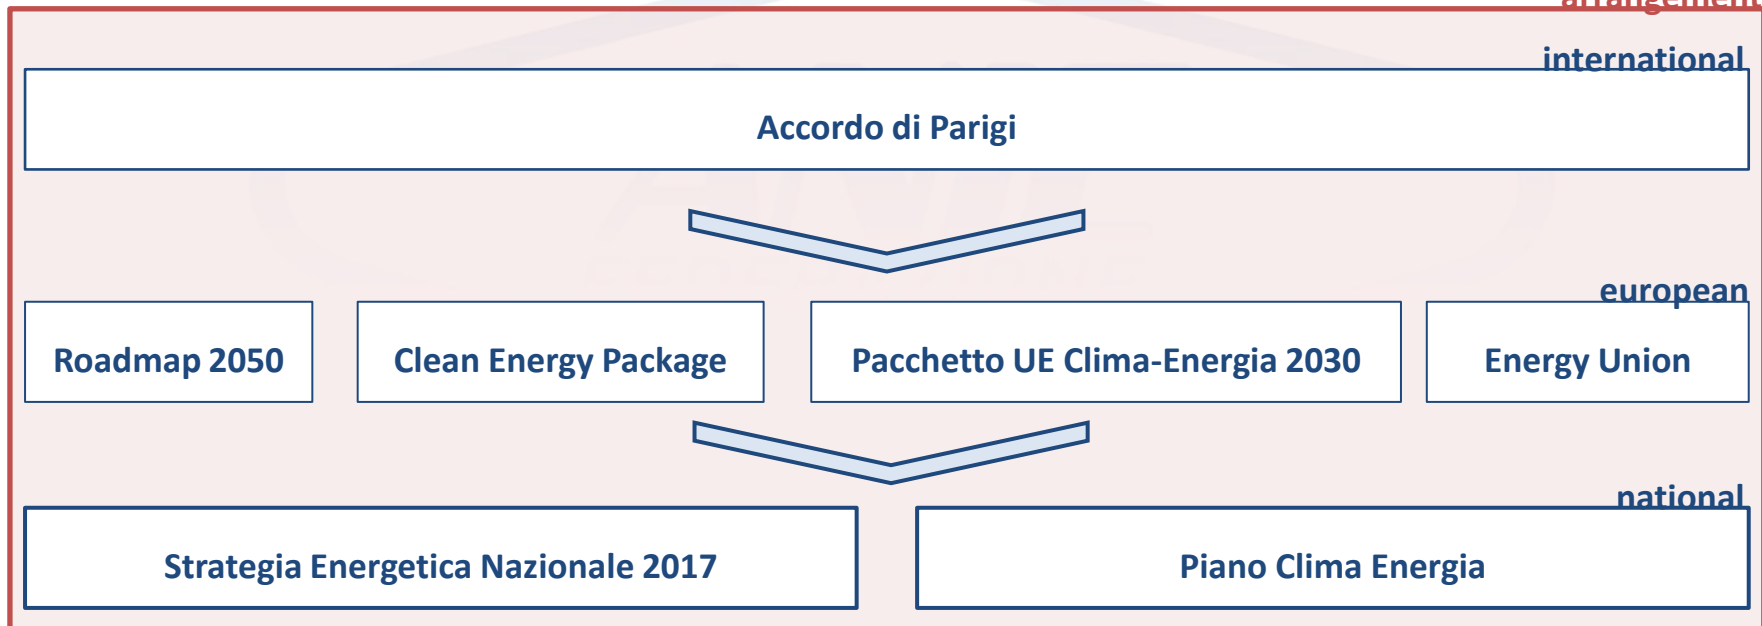 arrangement
international
Accordo di Parigi
european
Roadmap 2050
Clean Energy Package
Pacchetto UE Clima-Energia 2030
Energy Union
national
Strategia Energetica Nazionale 2017
Piano Clima Energia